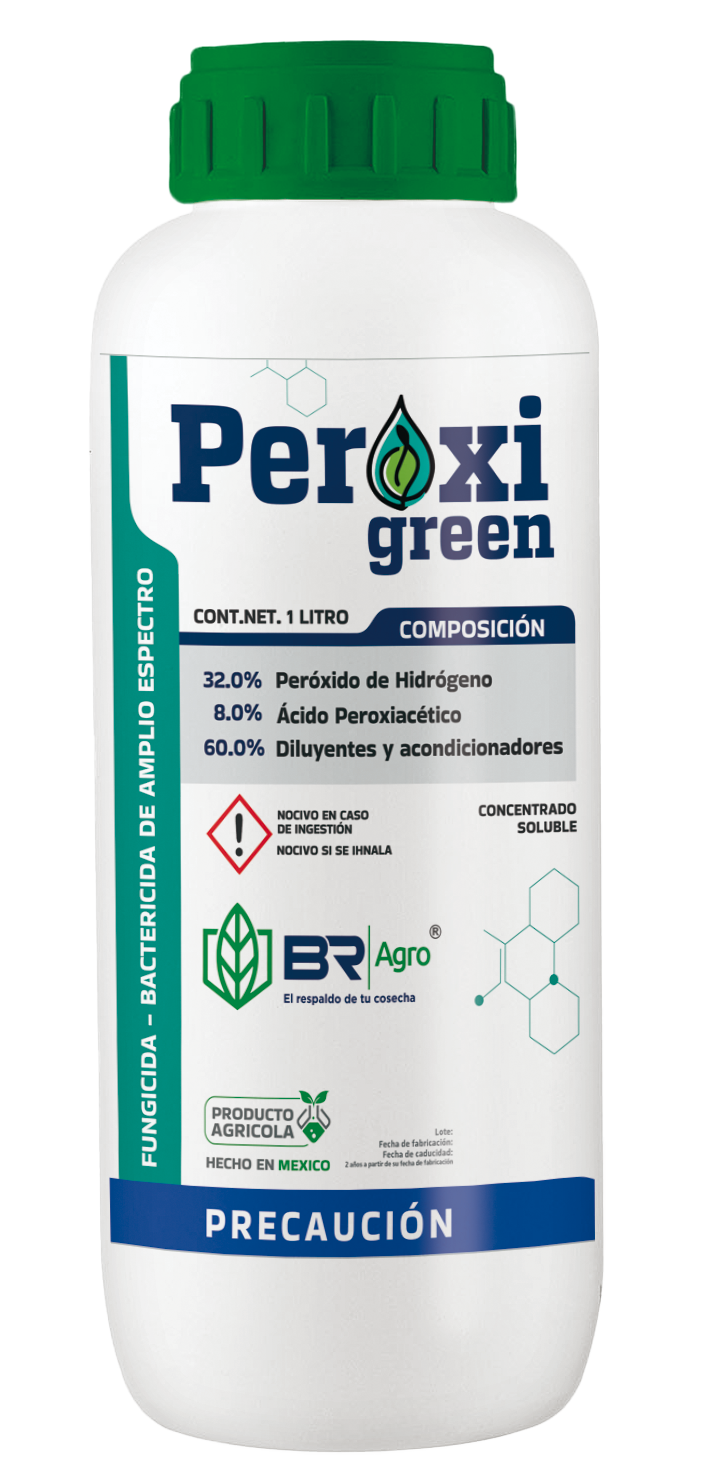 Peroxi
green
CONT.NET. 1 LITRO
COMPOSICIÓN
32.0% Peróxido de Hidrógeno
8.0% Ácido Peroxiacético
60.0% Diluyentes y acondicionadores
FUNGICIDA - BACTERICIDA DE AMPLIO ESPECTRO
NOCIVO EN CASO
DE INGESTIÓN
NOCIVO SI SE IHNALA
CONCENTRADO
SOLUBLE
BR Agro ®
El respaldo de tu cosecha
PRODUCTO
AGRICOLA
HECHO EN MEXICO
Lote:
Fecha de fabricación:
Fecha de caducidad:
2 años a partir de su fecha de fabricación
PRECAUCIÓN